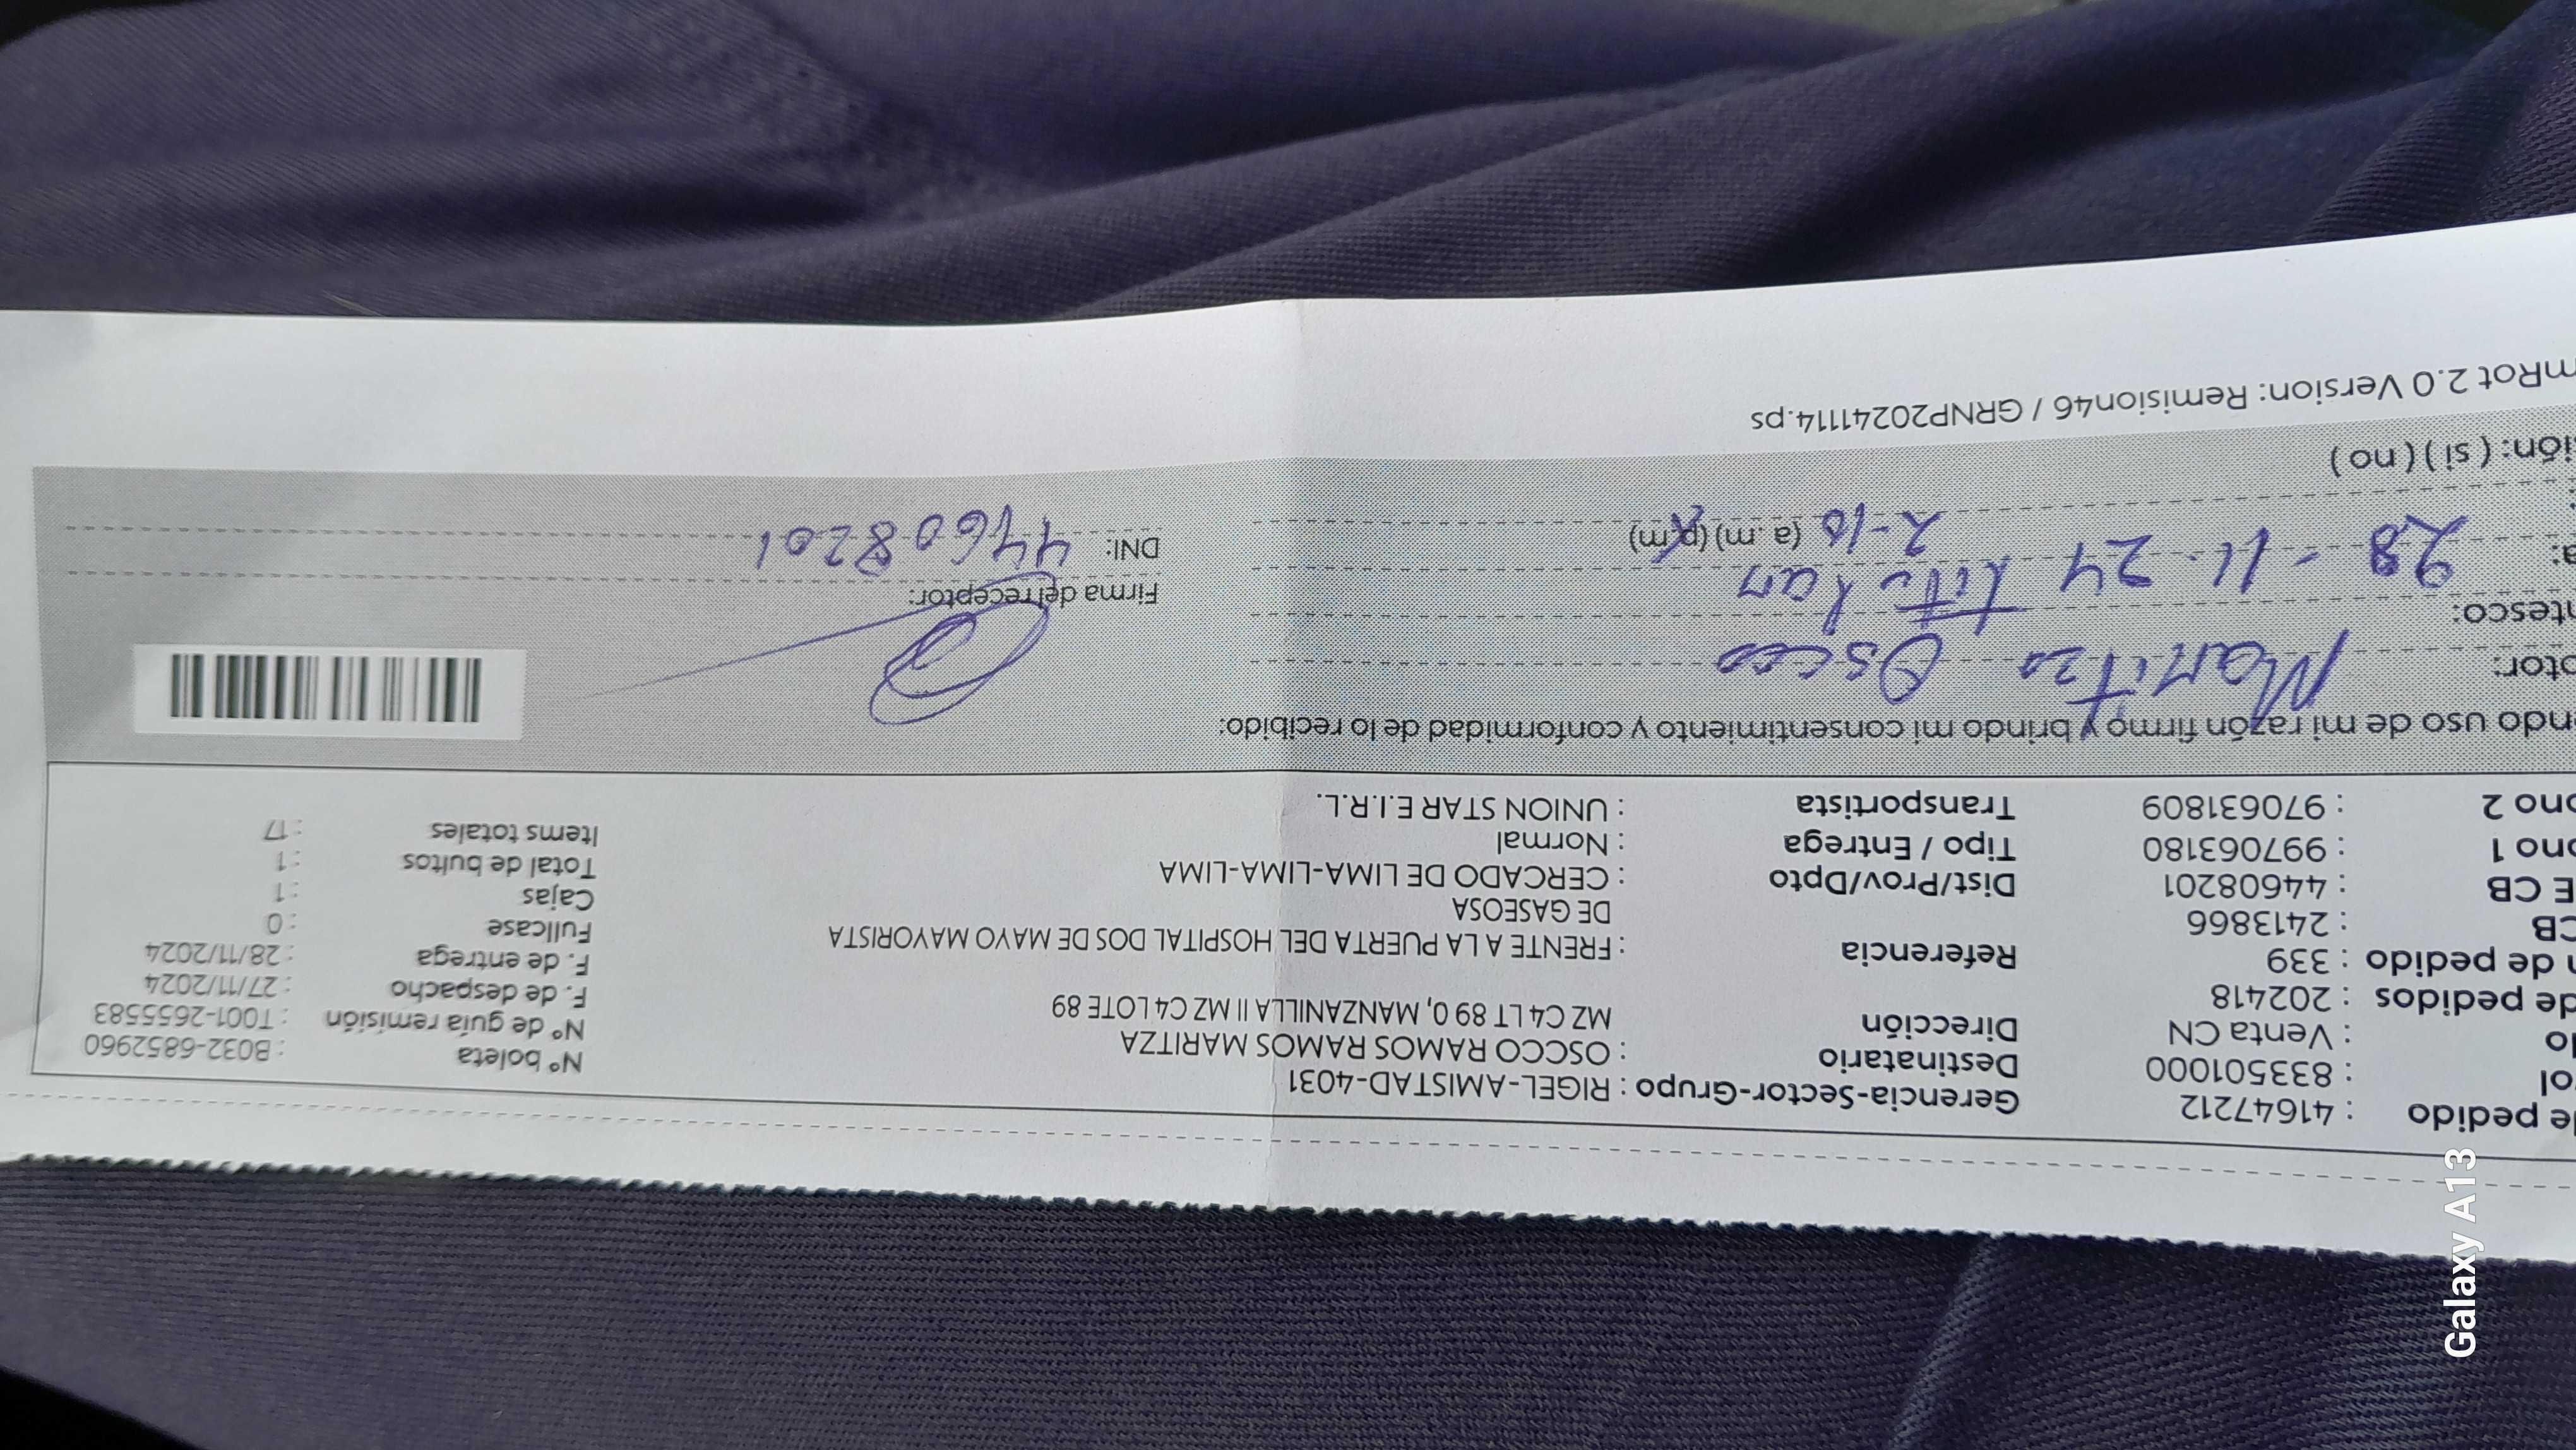 e pedido : 41647212
ol : 833501000
lo : Venta CN
de pedidos : 202418
n de pedido : 339
CB : 2413866
E CB : 44608201
ono 1 : 997063180
ono 2 : 970631809
Gerencia-Sector-Grupo : RIGEL-AMISTAD-4031
Destinatario : OSCCO RAMOS RAMOS MARITZA
Dirección MZ C4 LT 89 0, MANZANILLA II MZ C4 LOTE 89
Referencia : FRENTE A LA PUERTA DEL HOSPITAL DOS DE MAYO MAYORISTA
DE GASEOSA
Dist/Prov/Dpto : CERCADO DE LIMA-LIMA-LIMA
Tipo / Entrega : Normal
Transportista : UNION STAR E.I.R.L.
Nº boleta : B032-6852960
Nº de guía remisión : T001-2655583
F. de despacho : 27/11/2024
F. de entrega : 28/11/2024
Fullcase : 0
Cajas : 1
Total de bultos : 1
Items totales : 17
ndo uso de mi razón firmo y brindo mi consentimiento y conformidad de lo recibido:
ptor: Maritza Oscco
ntesco: titular
a: 28-11-24 2-10 (a.m) (p.m)
ión: (si) (no)
Firma del receptor:
DNI: 44608201
mRot 2.0 Version: Remision46 / GRNP20241114.ps
Galaxy A13